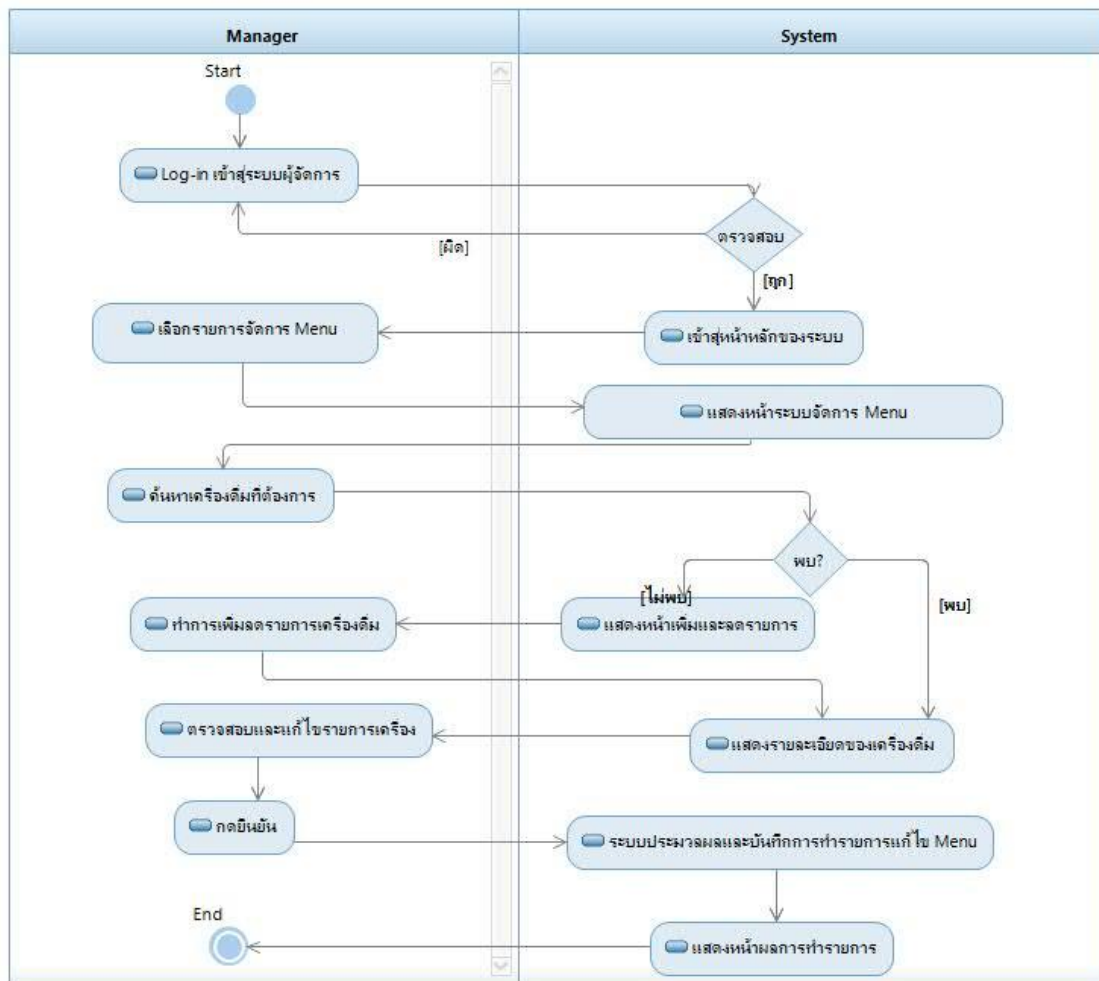 Manager
System
Start
Log-in เข้าสู่ระบบผู้จัดการ
ตรวจสอบ
[ผิด]
[ถูก]
เลือกรายการจัดการ Menu
เข้าสู่หน้าหลักของระบบ
แสดงหน้าระบบจัดการ Menu
ค้นหาเครื่องดื่มที่ต้องการ
พบ?
[ไม่พบ]
[พบ]
ทำการเพิ่มลดรายการเครื่องดื่ม
แสดงหน้าเพิ่มและลดรายการ
ตรวจสอบและแก้ไขรายการเครื่อง
แสดงรายละเอียดของเครื่องดื่ม
กดยืนยัน
ระบบประมวลผลและบันทึกการทำรายการแก้ไข Menu
End
แสดงหน้าผลการทำรายการ